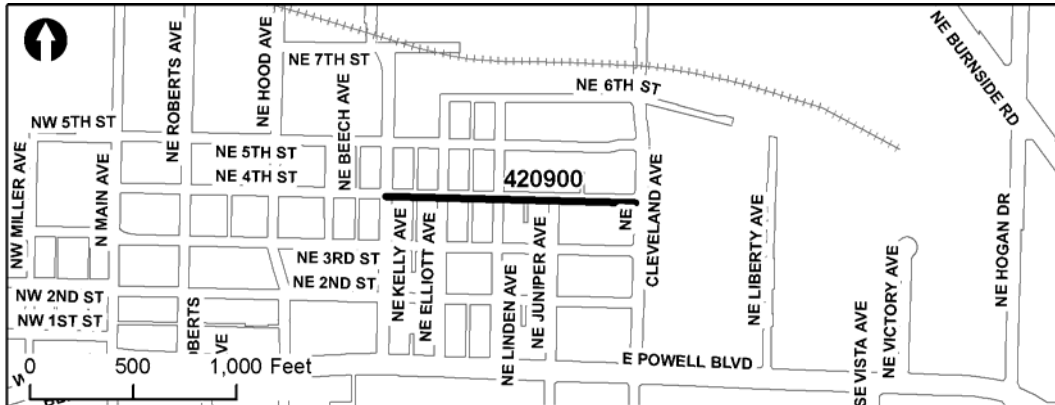 NW MILLER AVE
N MAIN AVE
NE ROBERTS AVE
NE HOOD AVE
NE BEECH AVE
NE 7TH ST
NE 6TH ST
NE BURNSIDE RD
NW 5TH ST
NE 5TH ST
NE 4TH ST
420900
NE KELLY AVE
NE ELLIOTT AVE
NE LINDEN AVE
NE JUNIPER AVE
NE
CLEVELAND AVE
NE LIBERTY AVE
SE VISTA AVE
NE VICTORY AVE
NE HOGAN DR
NE 3RD ST
NE 2ND ST
NW 2ND ST
NW 1ST ST
OBERTS
AVE
E POWELL BLVD
W
0 500 1,000 Feet